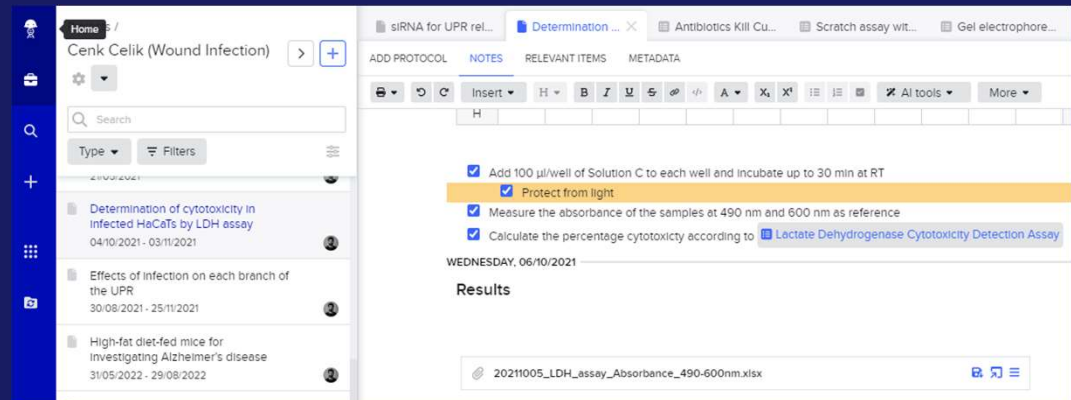 Home
s /
Cenk Celik (Wound Infection)
Search
Type
Filters
21/05/2021
Determination of cytotoxicity in
infected HaCaTs by LDH assay
04/10/2021 - 03/11/2021
Effects of infection on each branch of
the UPR
30/08/2021 - 25/11/2021
High-fat diet-fed mice for
investigating Alzheimer's disease
31/05/2022 - 29/08/2022
siRNA for UPR rel...
Determination ...
Antibiotics Kill Cu...
Scratch assay wit...
Gel electrophore...
ADD PROTOCOL NOTES RELEVANT ITEMS METADATA
Insert H B I U S A X₁ X¹ AI tools More
H
Add 100 µl/well of Solution C to each well and incubate up to 30 min at RT
Protect from light
Measure the absorbance of the samples at 490 nm and 600 nm as reference
Calculate the percentage cytotoxicty according to Lactate Dehydrogenase Cytotoxicity Detection Assay
WEDNESDAY, 06/10/2021
Results
20211005_LDH_assay_Absorbance_490-600nm.xlsx